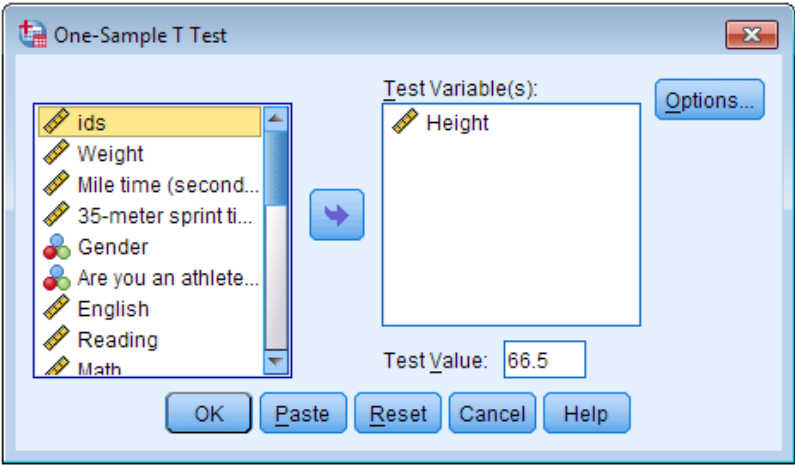 One-Sample T Test
Test Variable(s):
ids
Weight
Mile time (second...
35-meter sprint ti...
Gender
Are you an athlete...
English
Reading
Math
Height
Options...
Test Value: 66.5
OK Paste Reset Cancel Help